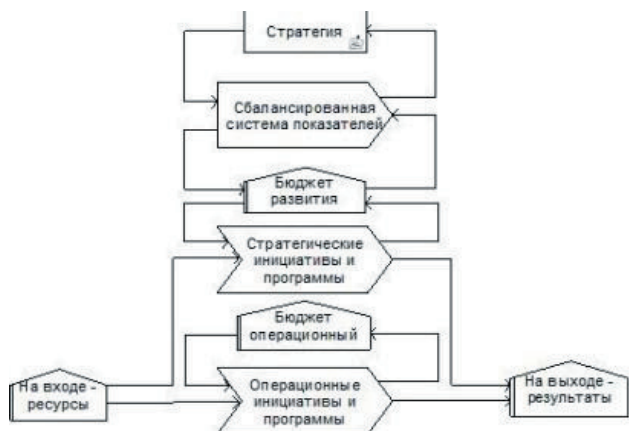 Стратегия
Сбалансированная
система показателей
Бюджет
развития
Стратегические
инициативы и
программы
Бюджет
операционный
На входе -
ресурсы
Операционные
инициативы и
программы
На выходе -
результаты